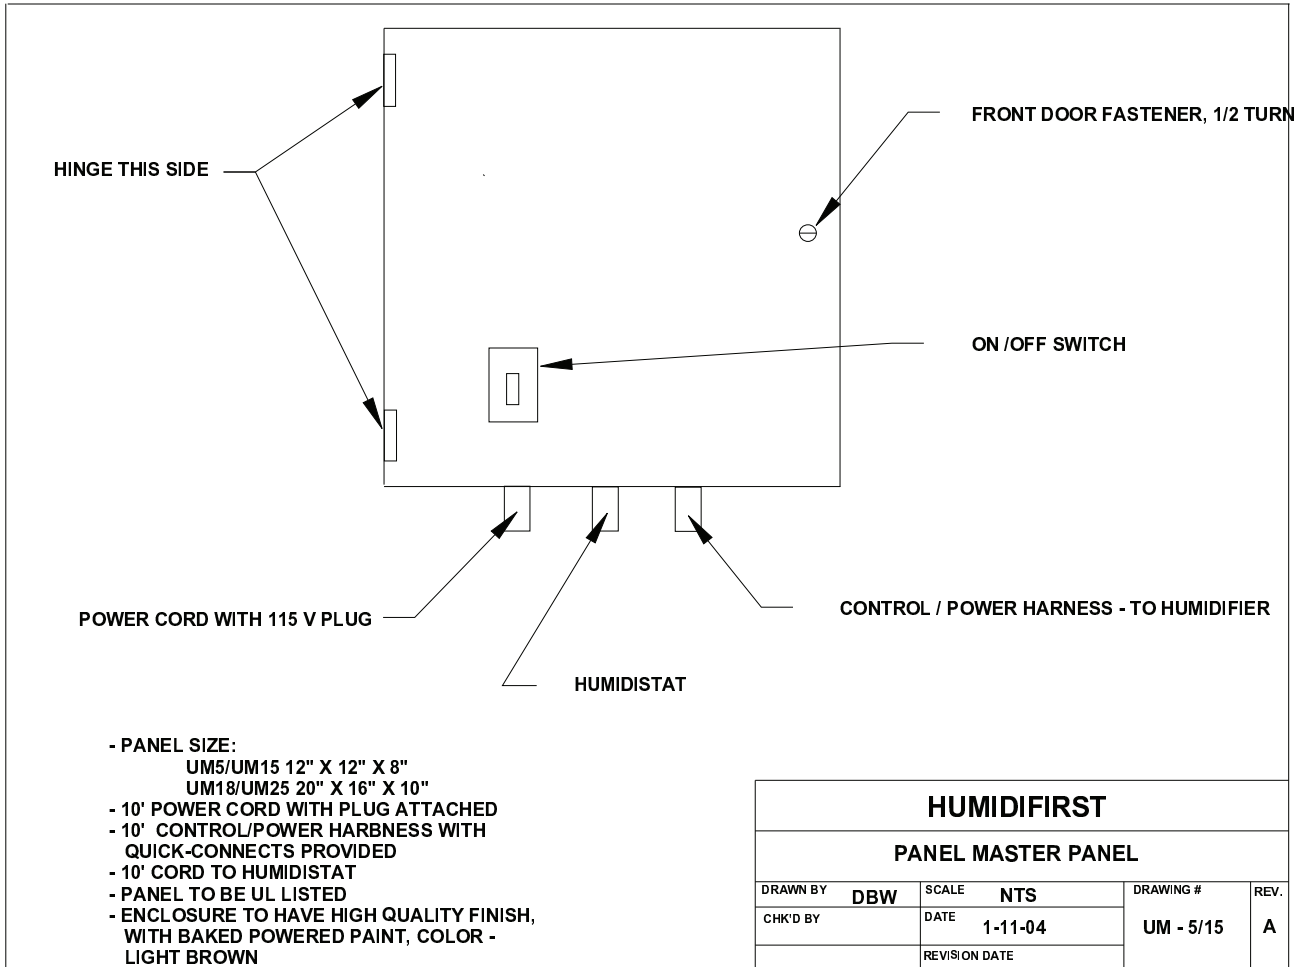 FRONT DOOR FASTENER, 1/2 TURN
HINGE THIS SIDE
ON /OFF SWITCH
POWER CORD WITH 115 V PLUG
CONTROL / POWER HARNESS - TO HUMIDIFIER
HUMIDISTAT
- PANEL SIZE:
UM5/UM15 12" X 12" X 8"
UM18/UM25 20" X 16" X 10"
- 10' POWER CORD WITH PLUG ATTACHED
- 10' CONTROL/POWER HARBNESS WITH
QUICK-CONNECTS PROVIDED
- 10' CORD TO HUMIDISTAT
- PANEL TO BE UL LISTED
- ENCLOSURE TO HAVE HIGH QUALITY FINISH,
WITH BAKED POWERED PAINT, COLOR -
LIGHT BROWN
HUMIDIFIRST
PANEL MASTER PANEL
DRAWN BY DBW
SCALE NTS
DRAWING #
REV.
CHK'D BY
DATE 1-11-04
UM - 5/15
A
REVISION DATE